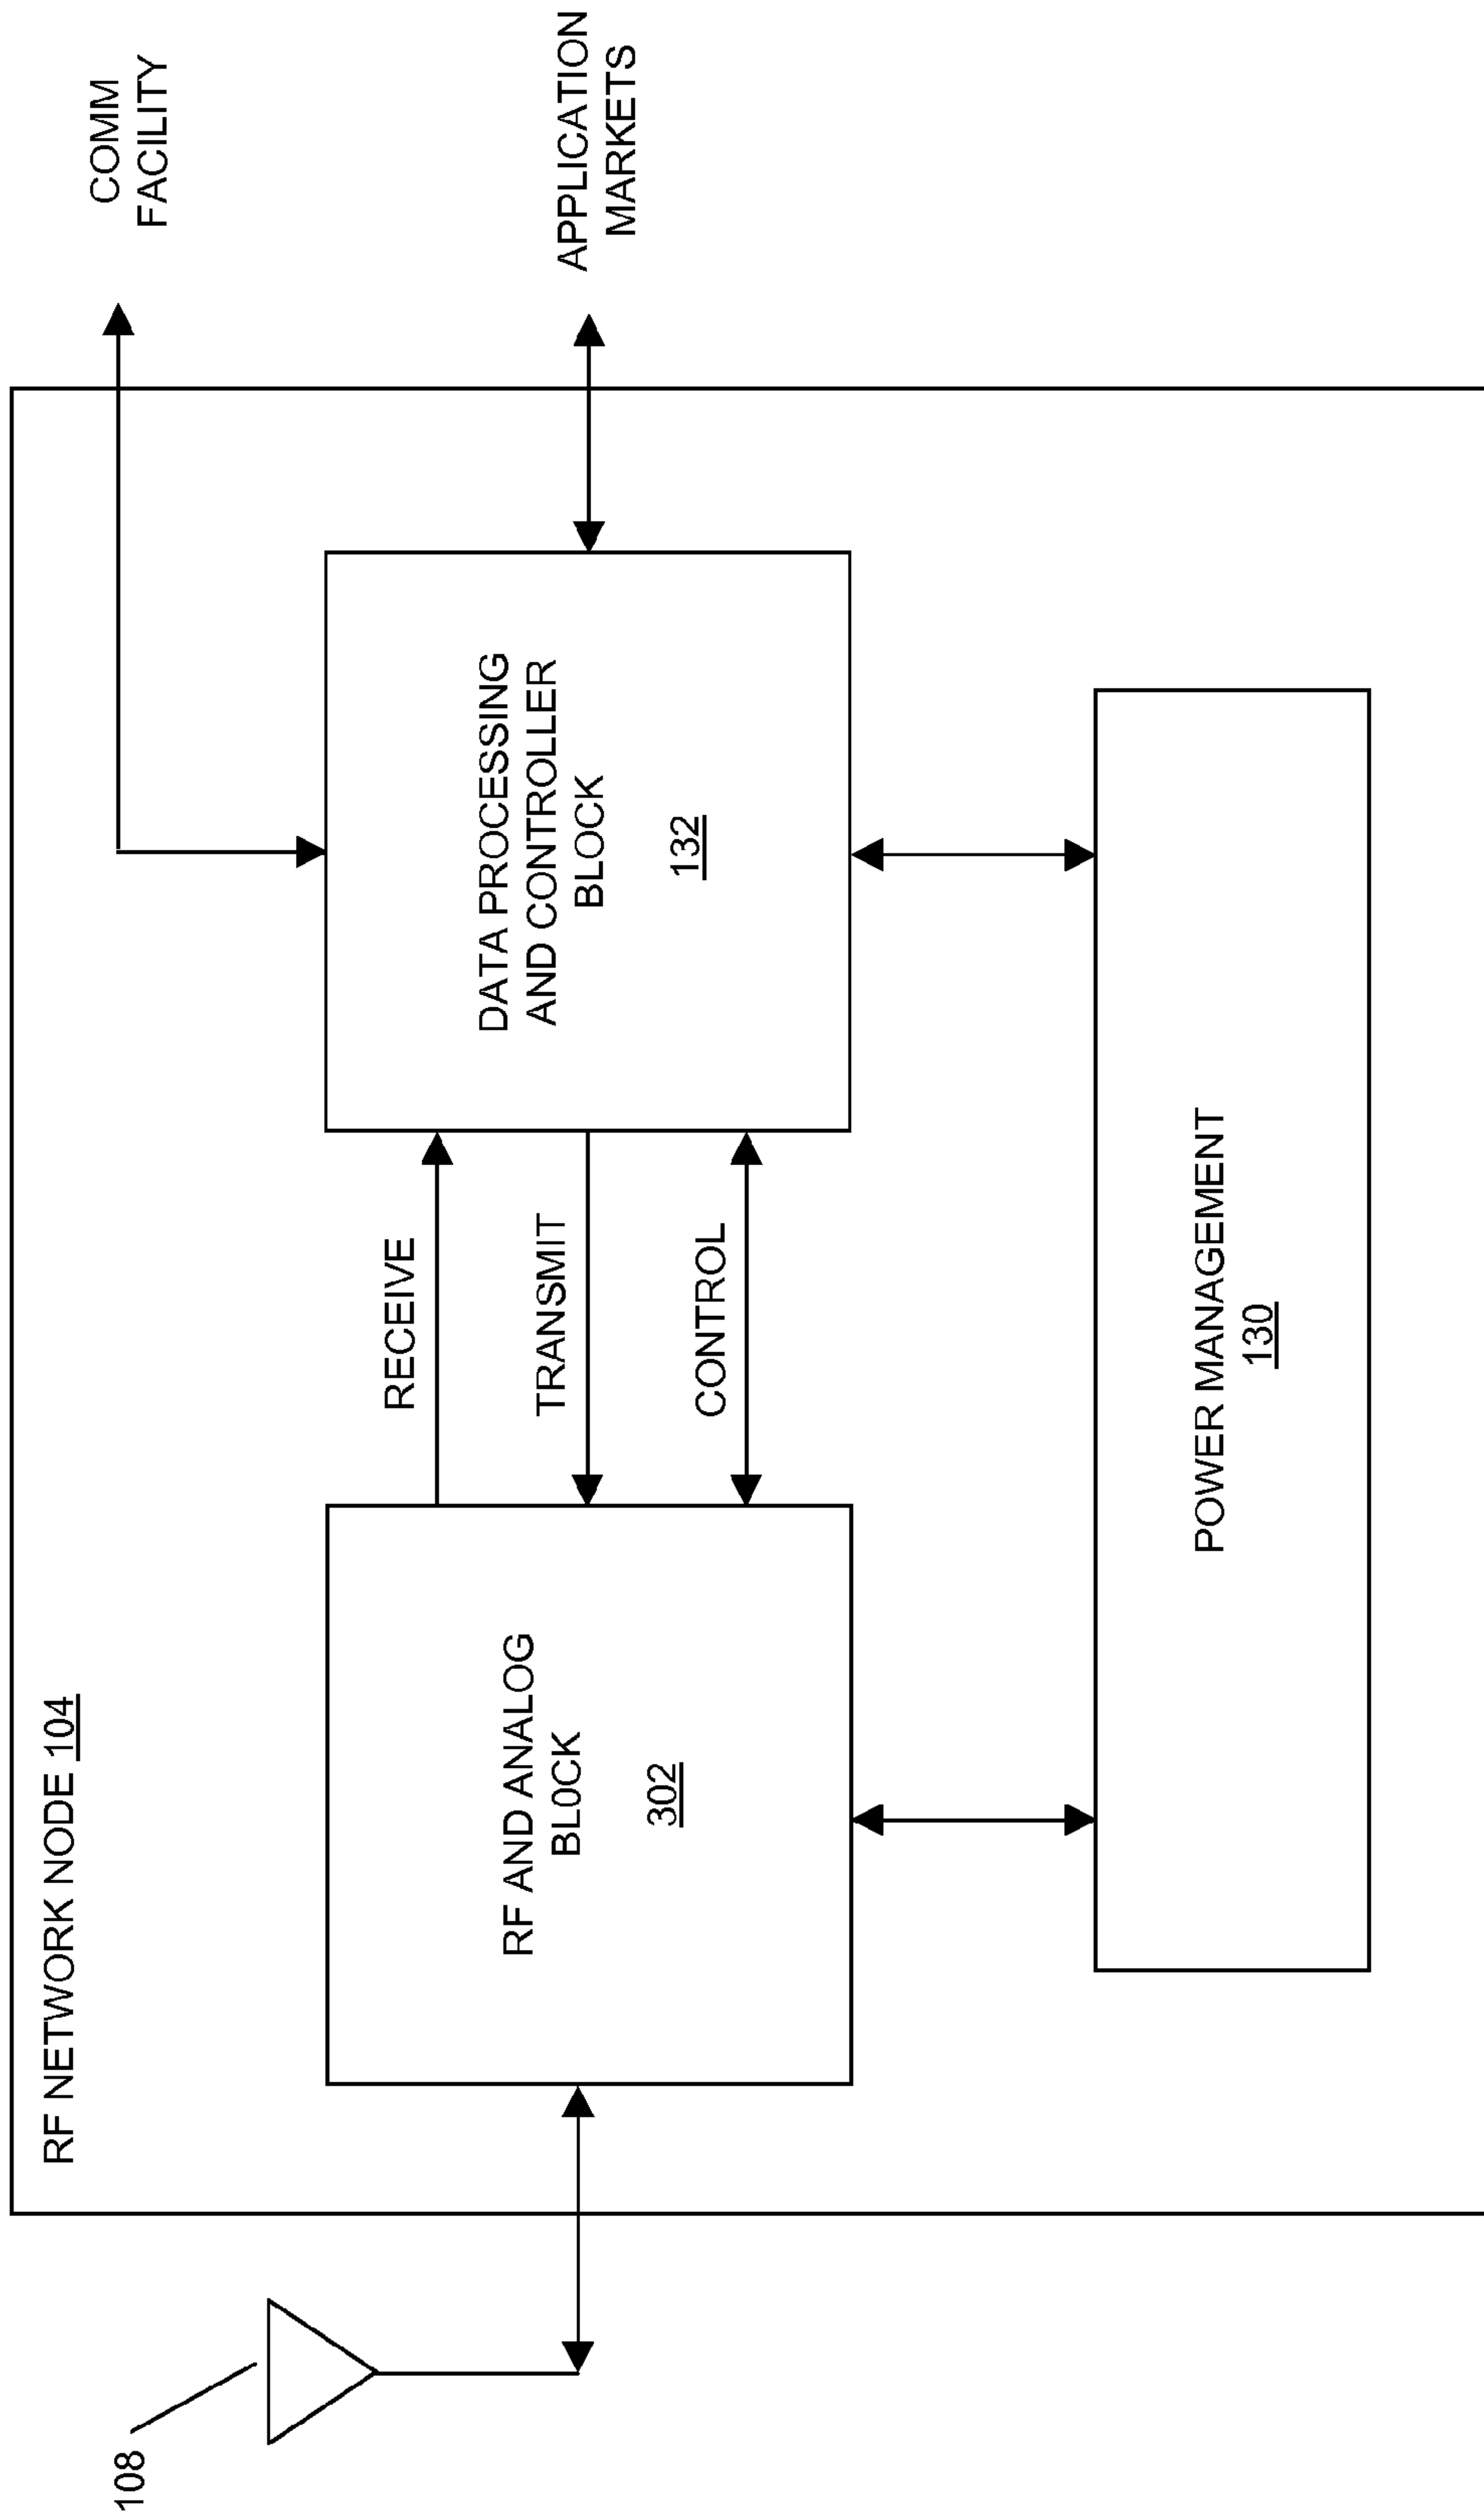 RF NETWORK NODE 104
COMM
FACILITY
108
RF AND ANALOG
BLOCK
302
RECEIVE
TRANSMIT
CONTROL
DATA PROCESSING
AND CONTROLLER
BLOCK
132
APPLICATION
MARKETS
POWER MANAGEMENT
130